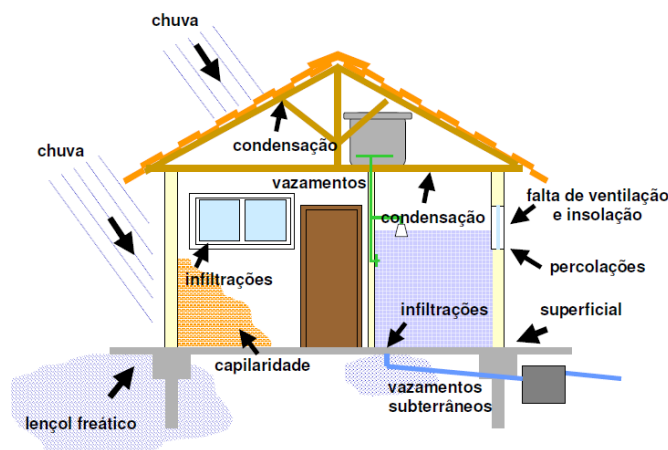 chuva
condensação
chuva
vazamentos
condensação
falta de ventilação
e insolação
infiltrações
percolações
infiltrações
superficial
capilaridade
vazamentos
subterrâneos
lençol freático